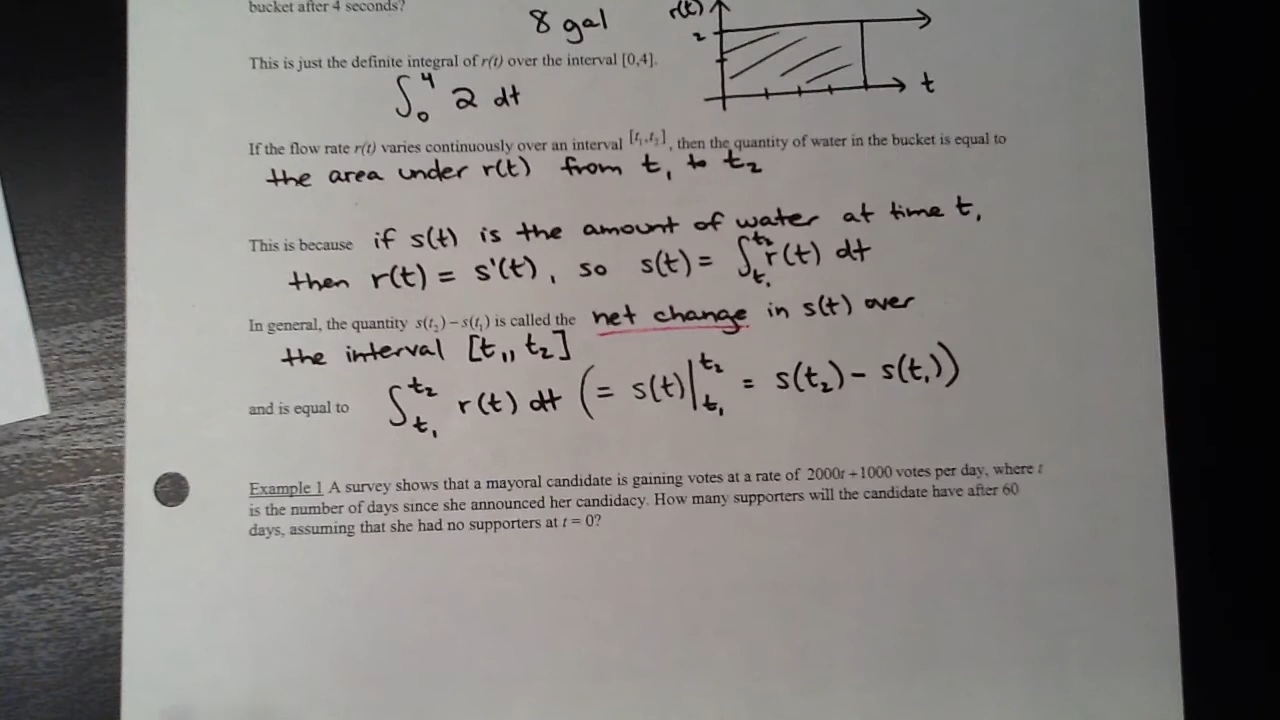 bucket after 4 seconds?
8 gal
r(t)
2
t
This is just the definite integral of r(t) over the interval [0,4].
∫₀⁴ 2 dt
If the flow rate r(t) varies continuously over an interval [t₁,t₂], then the quantity of water in the bucket is equal to
the area under r(t) from t₁ to t₂
This is because if s(t) is the amount of water at time t,
then r(t) = s'(t), so s(t) = ∫_{t₁}^{t₂} r(t) dt
In general, the quantity s(t₂)−s(t₁) is called the net change in s(t) over
the interval [t₁, t₂]
and is equal to ∫_{t₁}^{t₂} r(t) dt (= s(t)|_{t₁}^{t₂} = s(t₂) − s(t₁))
Example 1 A survey shows that a mayoral candidate is gaining votes at a rate of 2000t+1000 votes per day, where t
is the number of days since she announced her candidacy. How many supporters will the candidate have after 60
days, assuming that she had no supporters at t = 0?